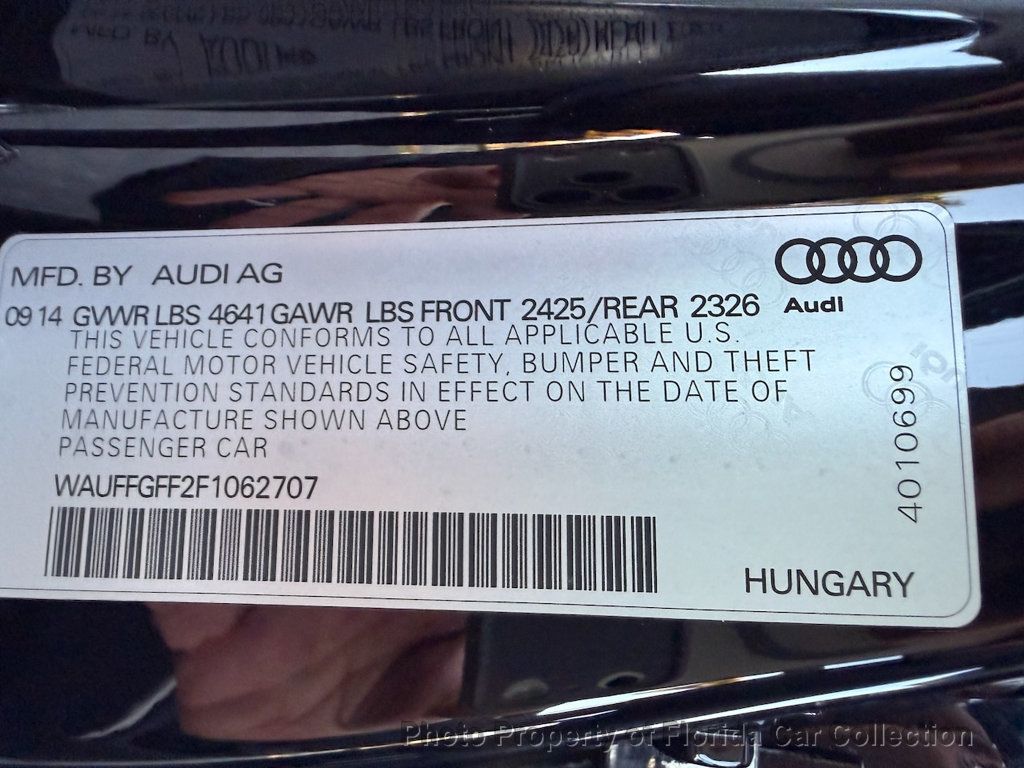 MFD. BY AUDI AG
Audi
09 14 GVWR LBS 4641 GAWR LBS FRONT 2425/REAR 2326
THIS VEHICLE CONFORMS TO ALL APPLICABLE U.S.
FEDERAL MOTOR VEHICLE SAFETY, BUMPER AND THEFT
PREVENTION STANDARDS IN EFFECT ON THE DATE OF
MANUFACTURE SHOWN ABOVE
PASSENGER CAR
WAUFFGFF2F1062707
4010699
HUNGARY
Photo Property of Florida Car Collection